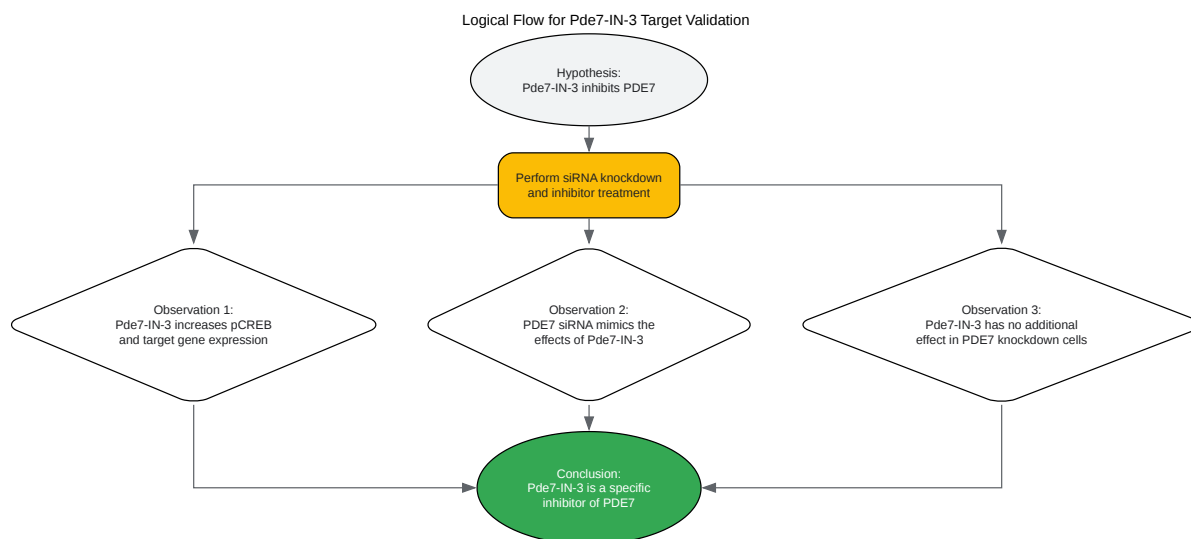 Logical Flow for Pde7-IN-3 Target Validation
Hypothesis:
Pde7-IN-3 inhibits PDE7
Perform siRNA knockdown
and inhibitor treatment
Observation 1:
Pde7-IN-3 increases pCREB
and target gene expression
Observation 2:
PDE7 siRNA mimics the
effects of Pde7-IN-3
Observation 3:
Pde7-IN-3 has no additional
effect in PDE7 knockdown cells
Conclusion:
Pde7-IN-3 is a specific
inhibitor of PDE7